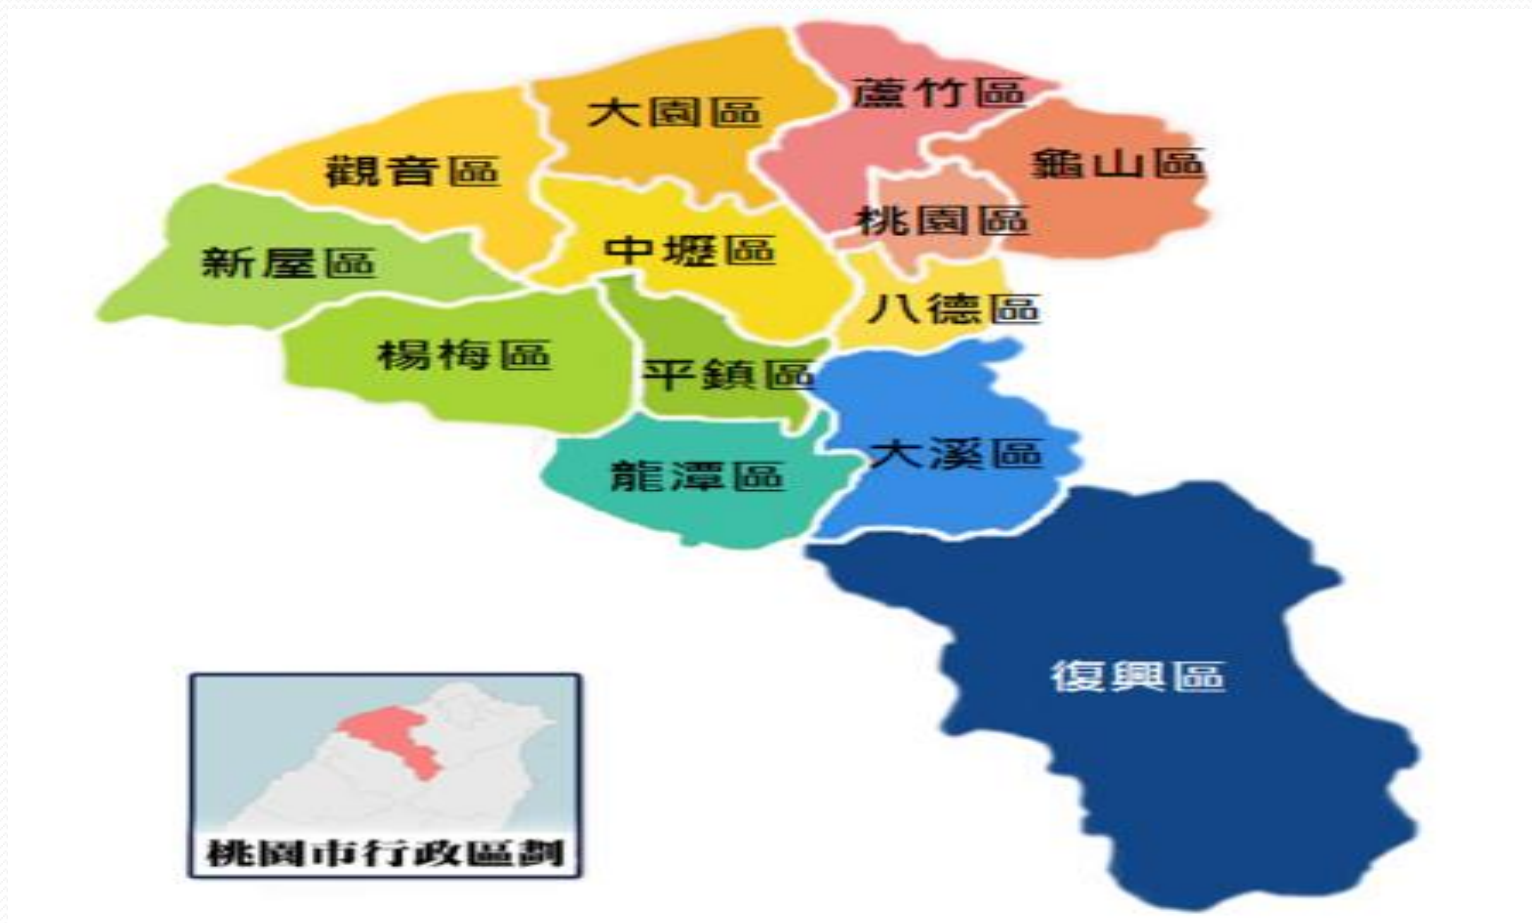 蘆竹區
大園區
龜山區
觀音區
桃園區
中壢區
新屋區
八德區
楊梅區
平鎮區
大溪區
龍潭區
復興區
桃園市行政區劃